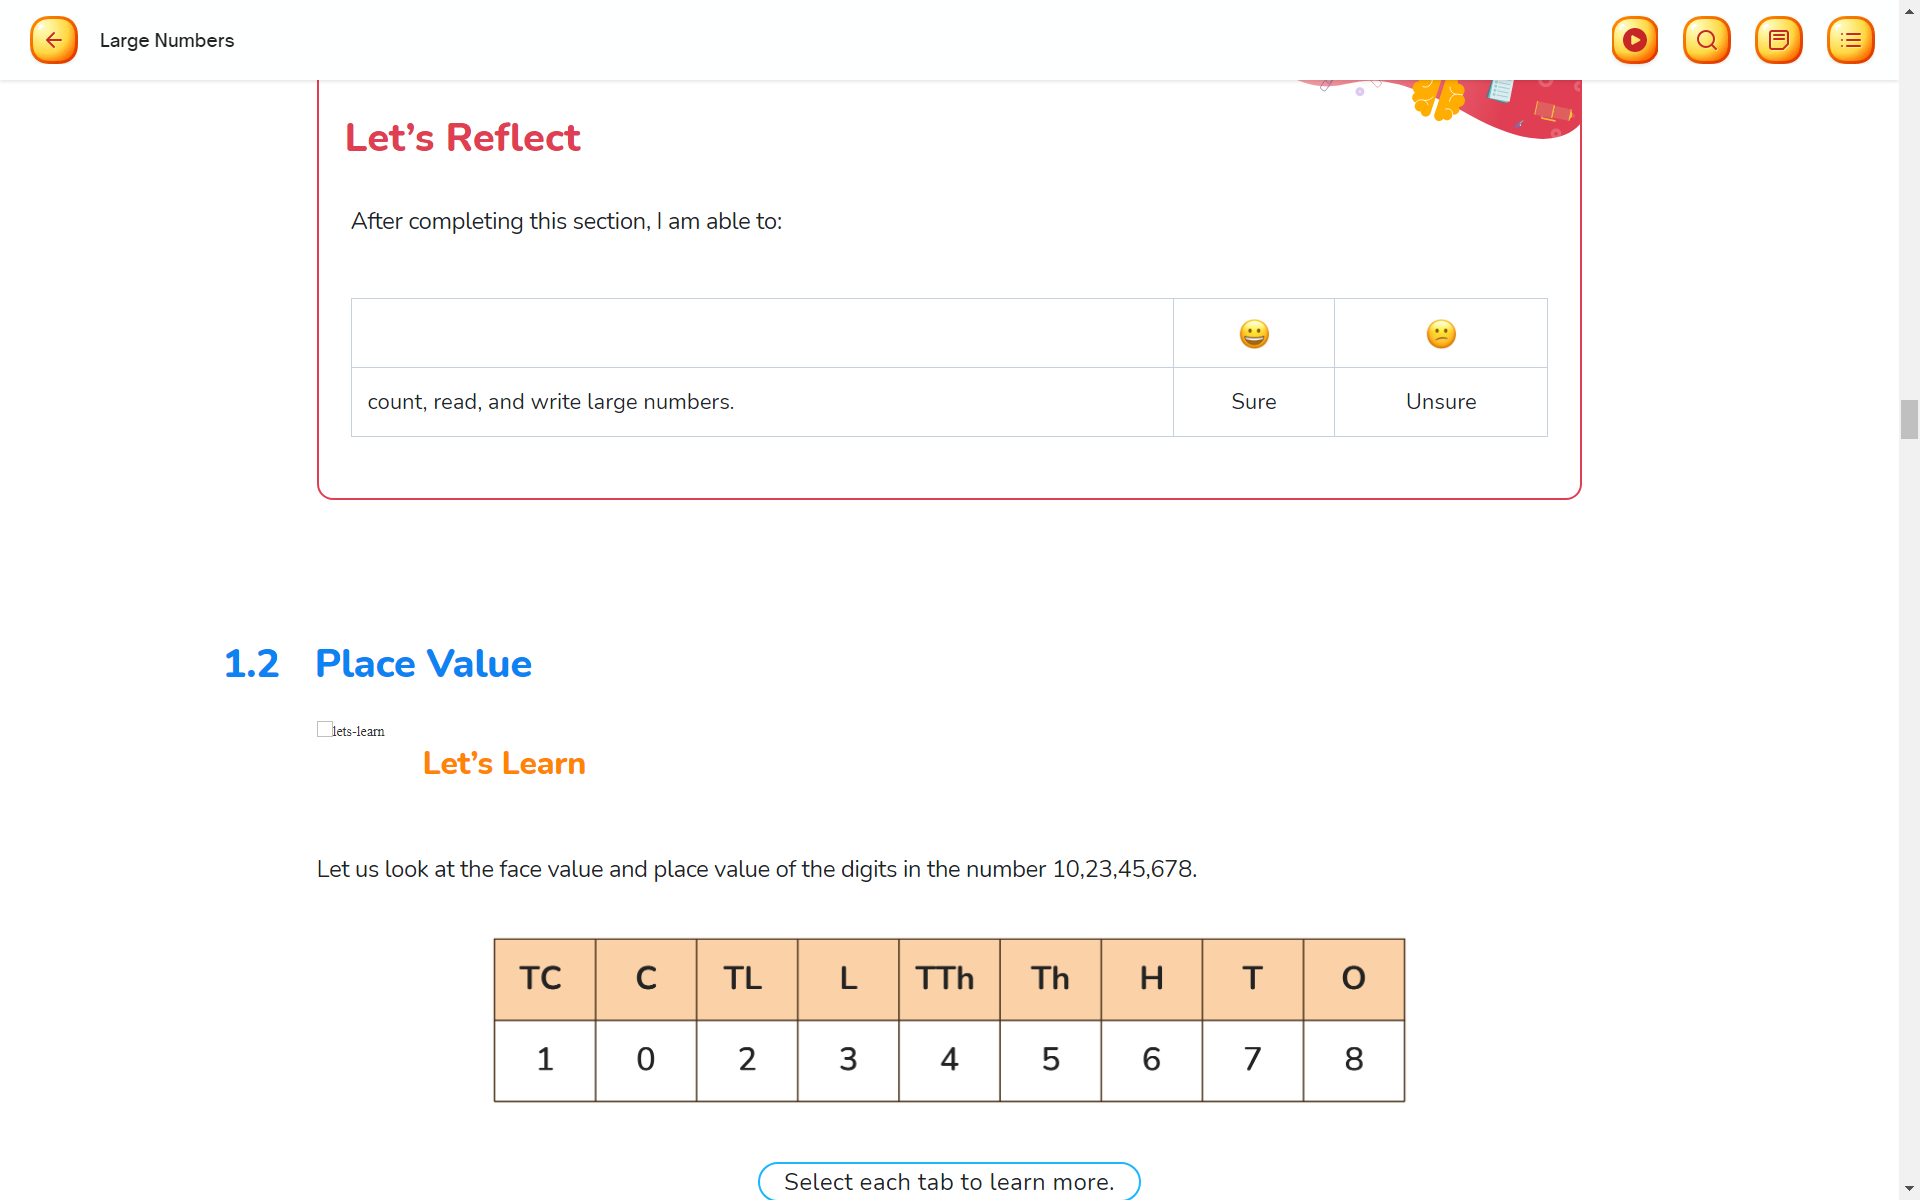 Large Numbers
Let’s Reflect
After completing this section, I am able to:
count, read, and write large numbers. Sure Unsure
1.2 Place Value
lets-learn
Let’s Learn
Let us look at the face value and place value of the digits in the number 10,23,45,678.
TC C TL L TTh Th H T O
1 0 2 3 4 5 6 7 8
Select each tab to learn more.